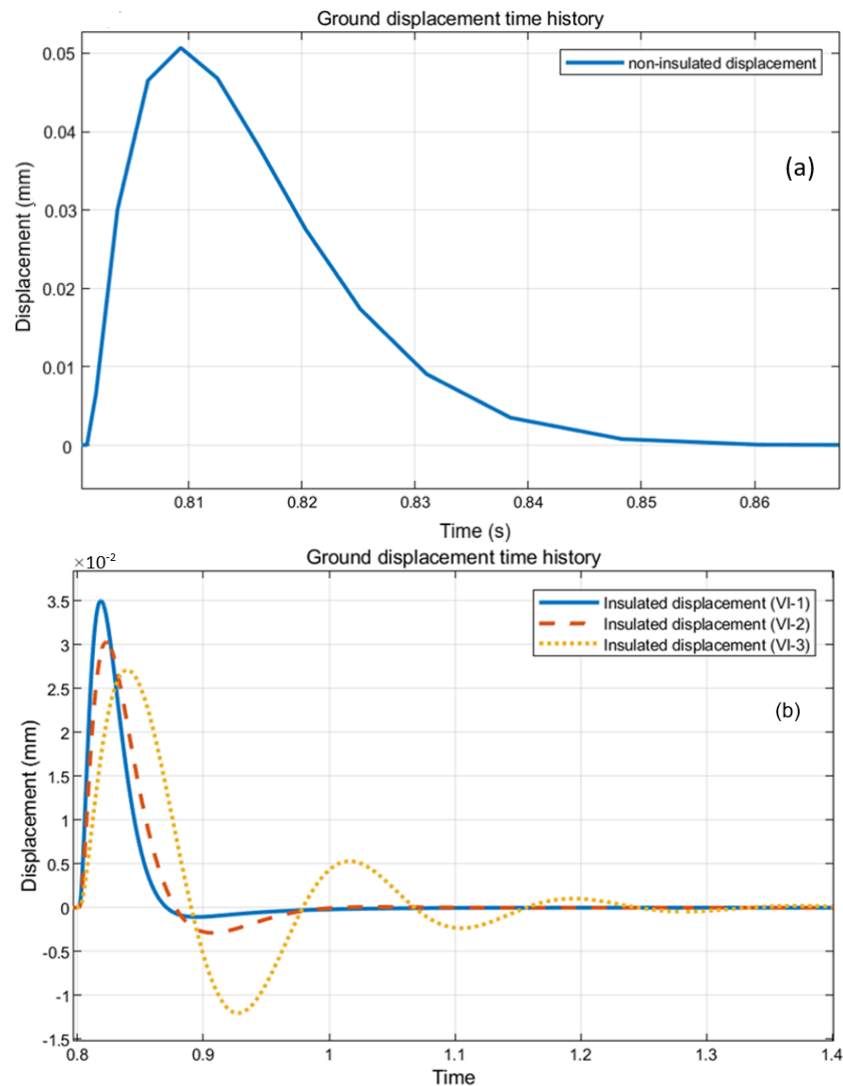 Ground displacement time history
0.05
non-insulated displacement
0.04
(a)
0.03
Displacement (mm)
0.02
0.01
0
0.81 0.82 0.83 0.84 0.85 0.86
Time (s)
×10-2
Ground displacement time history
3.5
Insulated displacement (VI-1)
Insulated displacement (VI-2)
Insulated displacement (VI-3)
3
2.5
(b)
2
Displacement (mm)
1.5
1
0.5
0
-0.5
-1
-1.5
0.8 0.9 1 1.1 1.2 1.3 1.4
Time